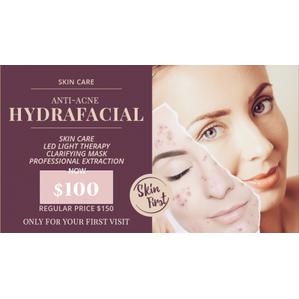 SKIN CARE
ANTI-ACNE
HYDRAFACIAL
SKIN CARE
LED LIGHT THERAPY
CLARIFYING MASK
PROFESSIONAL EXTRACTION
NOW
$100
REGULAR PRICE $150
ONLY FOR YOUR FIRST VISIT
Skin
First